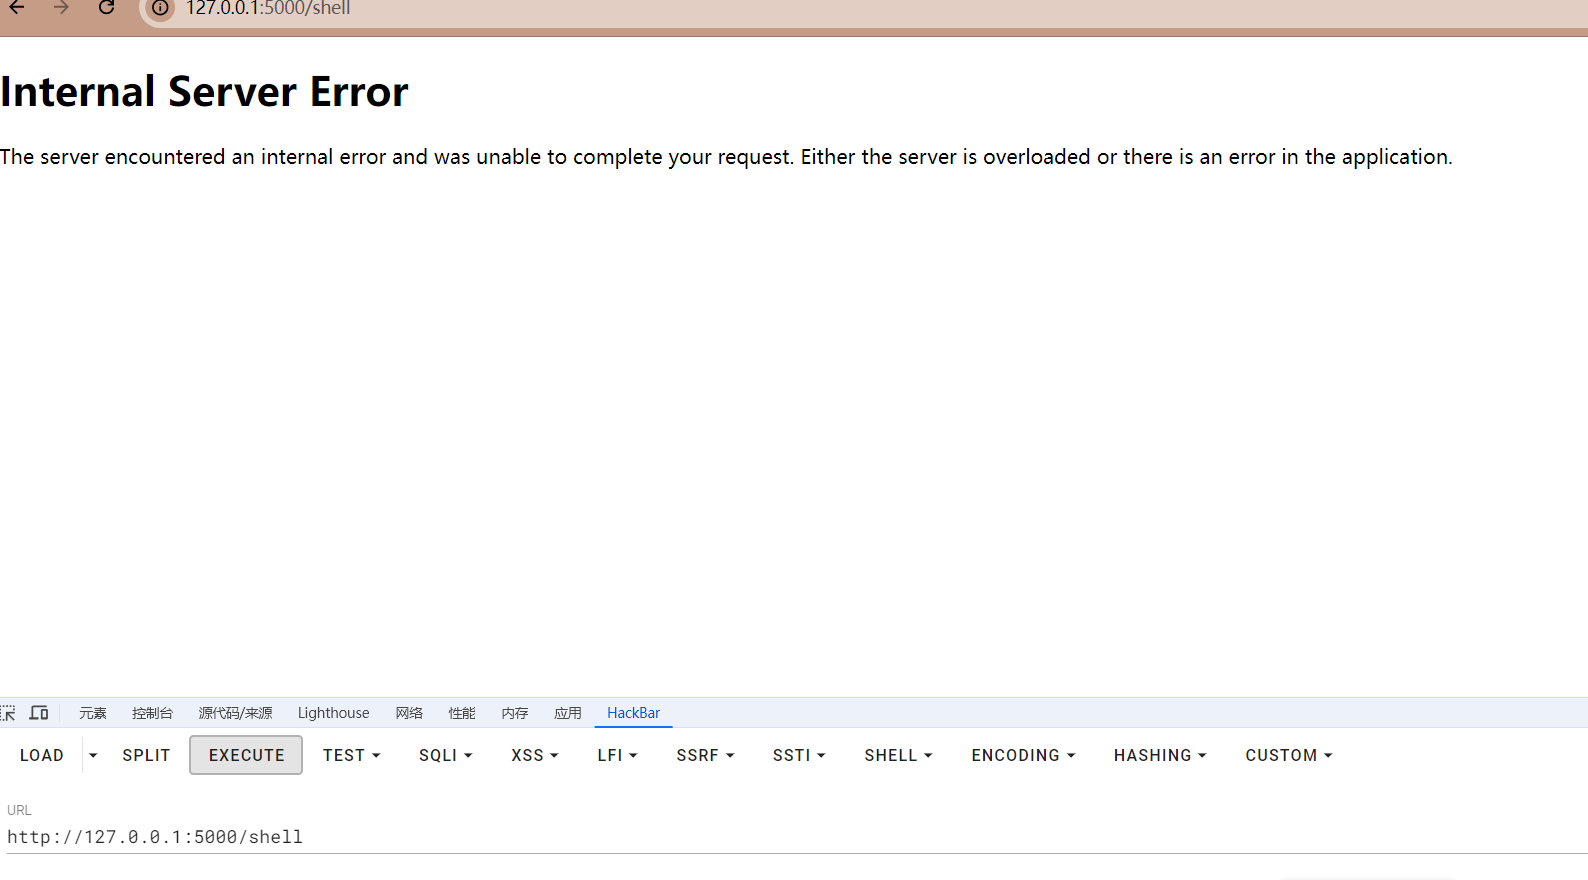 127.0.0.1:5000/shell
Internal Server Error
The server encountered an internal error and was unable to complete your request. Either the server is overloaded or there is an error in the application.
元素 控制台 源代码/来源 Lighthouse 网络 性能 内存 应用 HackBar
LOAD SPLIT EXECUTE TEST SQLI XSS LFI SSRF SSTI SHELL ENCODING HASHING CUSTOM
URL
http://127.0.0.1:5000/shell